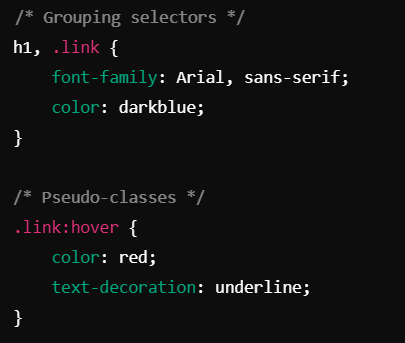 /* Grouping selectors */
h1, .link {
    font-family: Arial, sans-serif;
    color: darkblue;
}

/* Pseudo-classes */
.link:hover {
    color: red;
    text-decoration: underline;
}